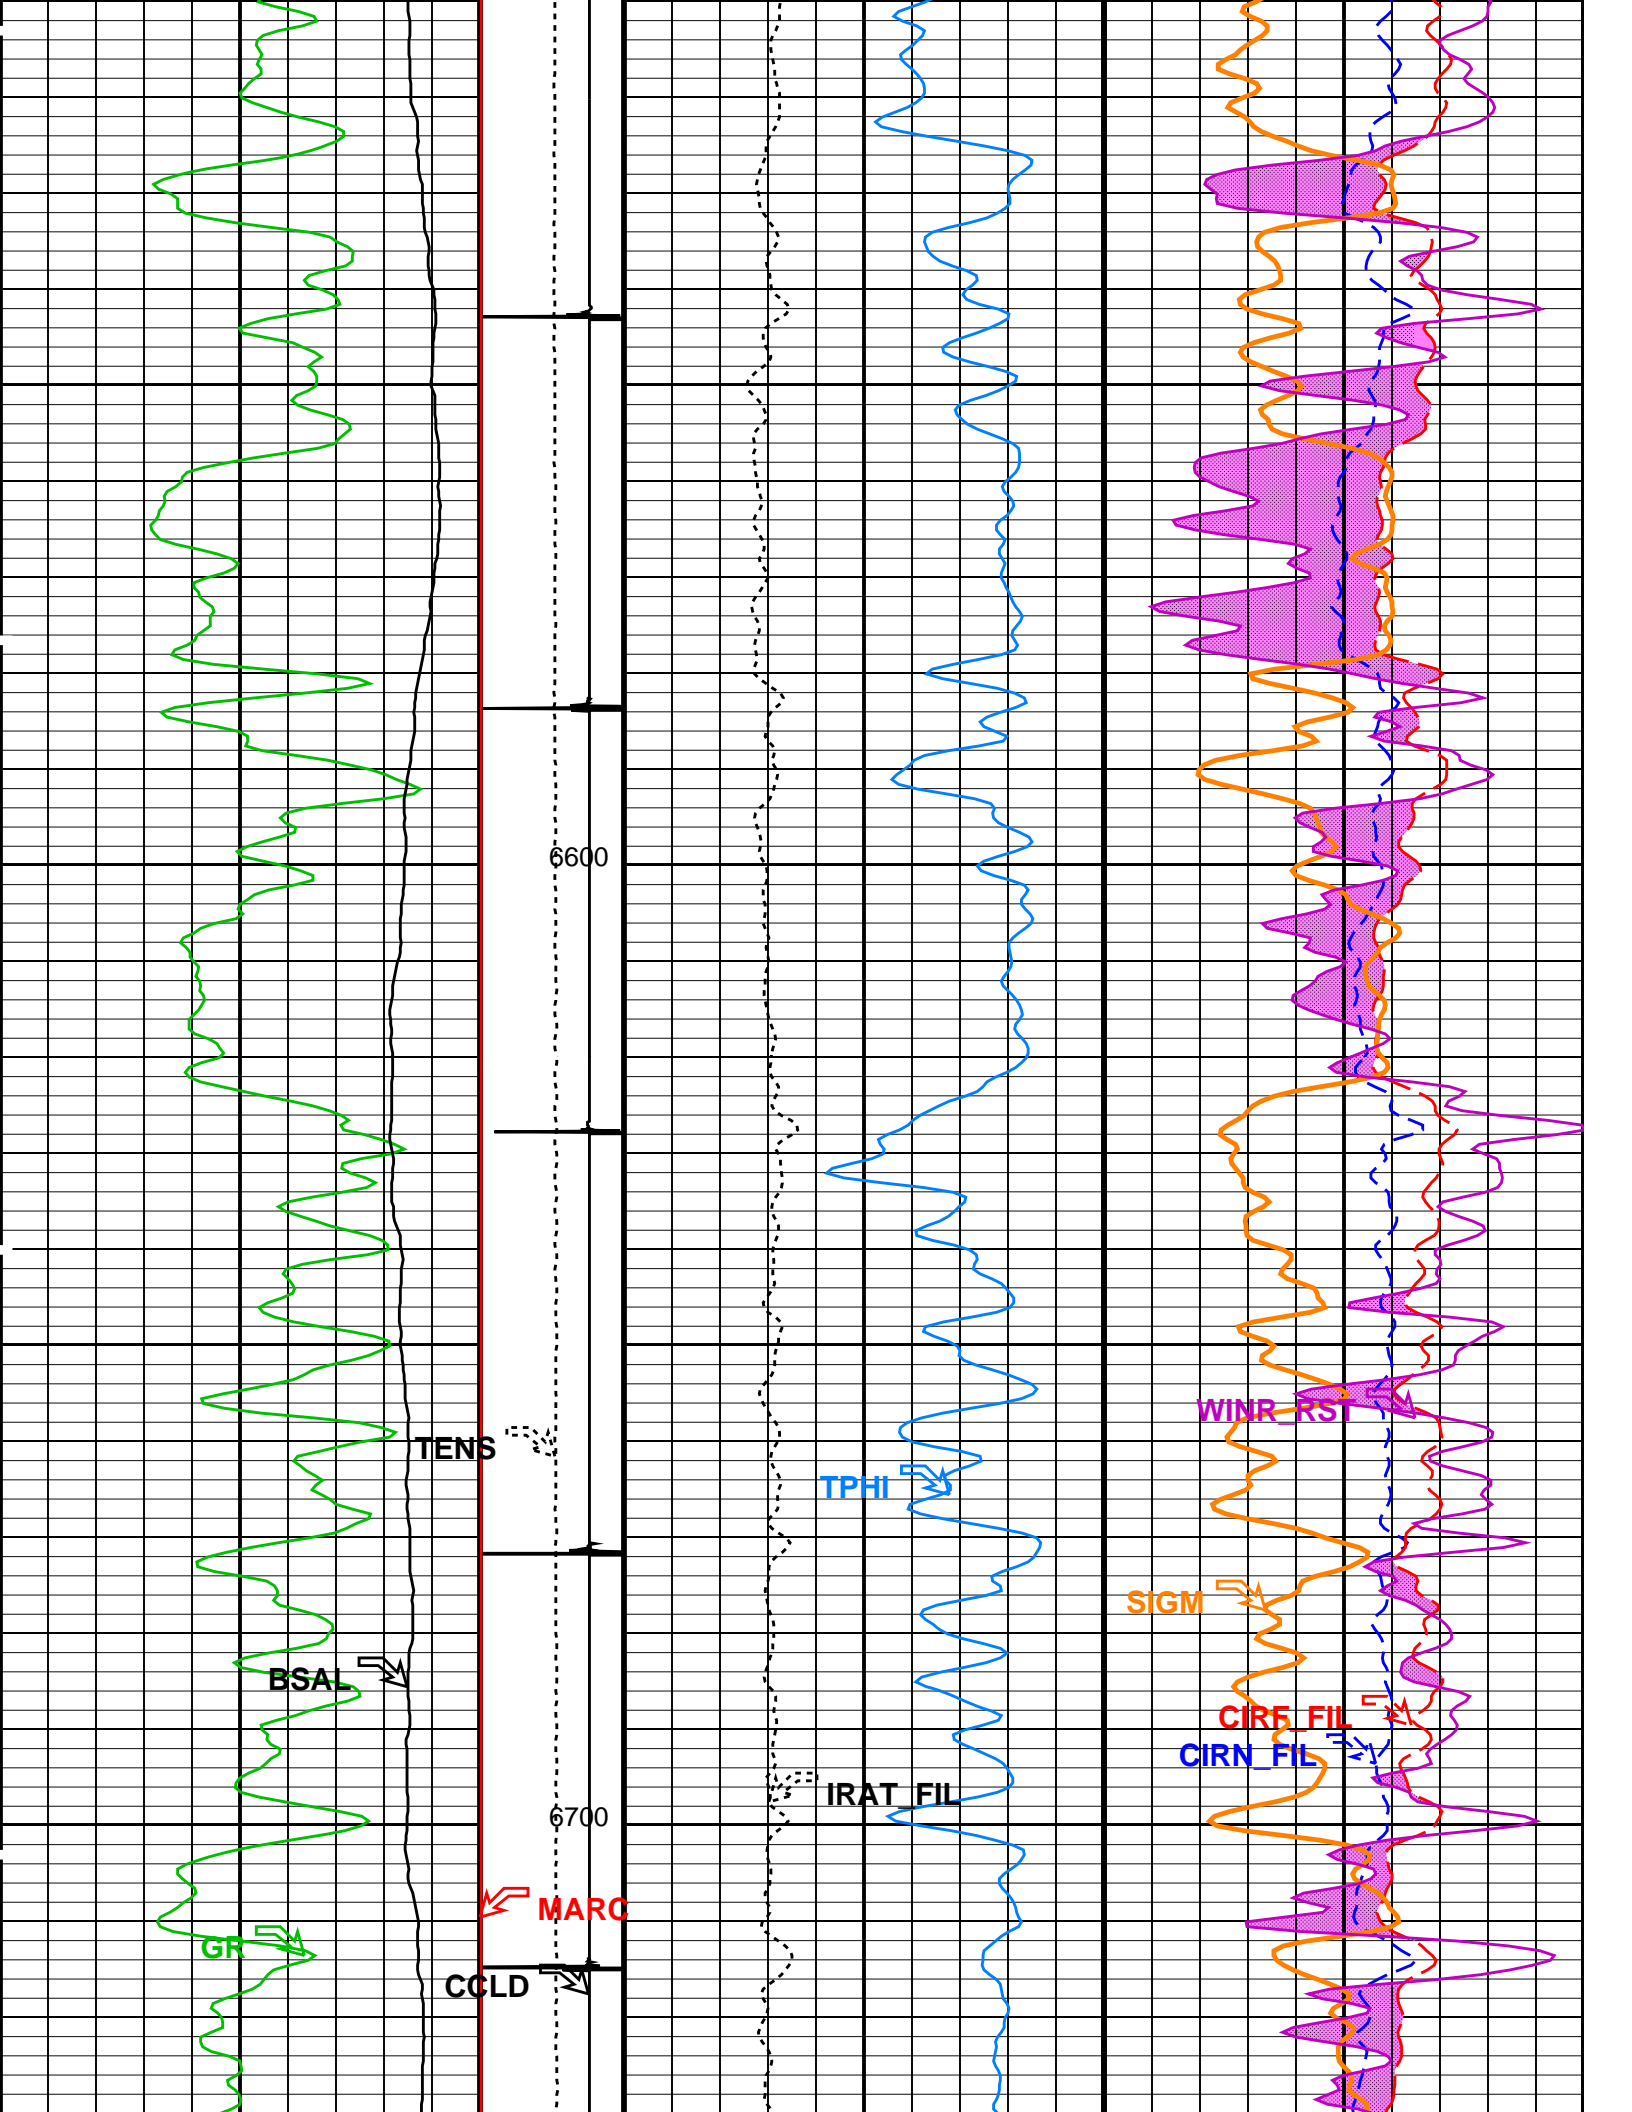 6600
WINR_RST
TENS
TPHI
SIGM
BSAL
CIRF_FIL
CIRN_FIL
IRAT_FIL
6700
MARC
GR
CCLD